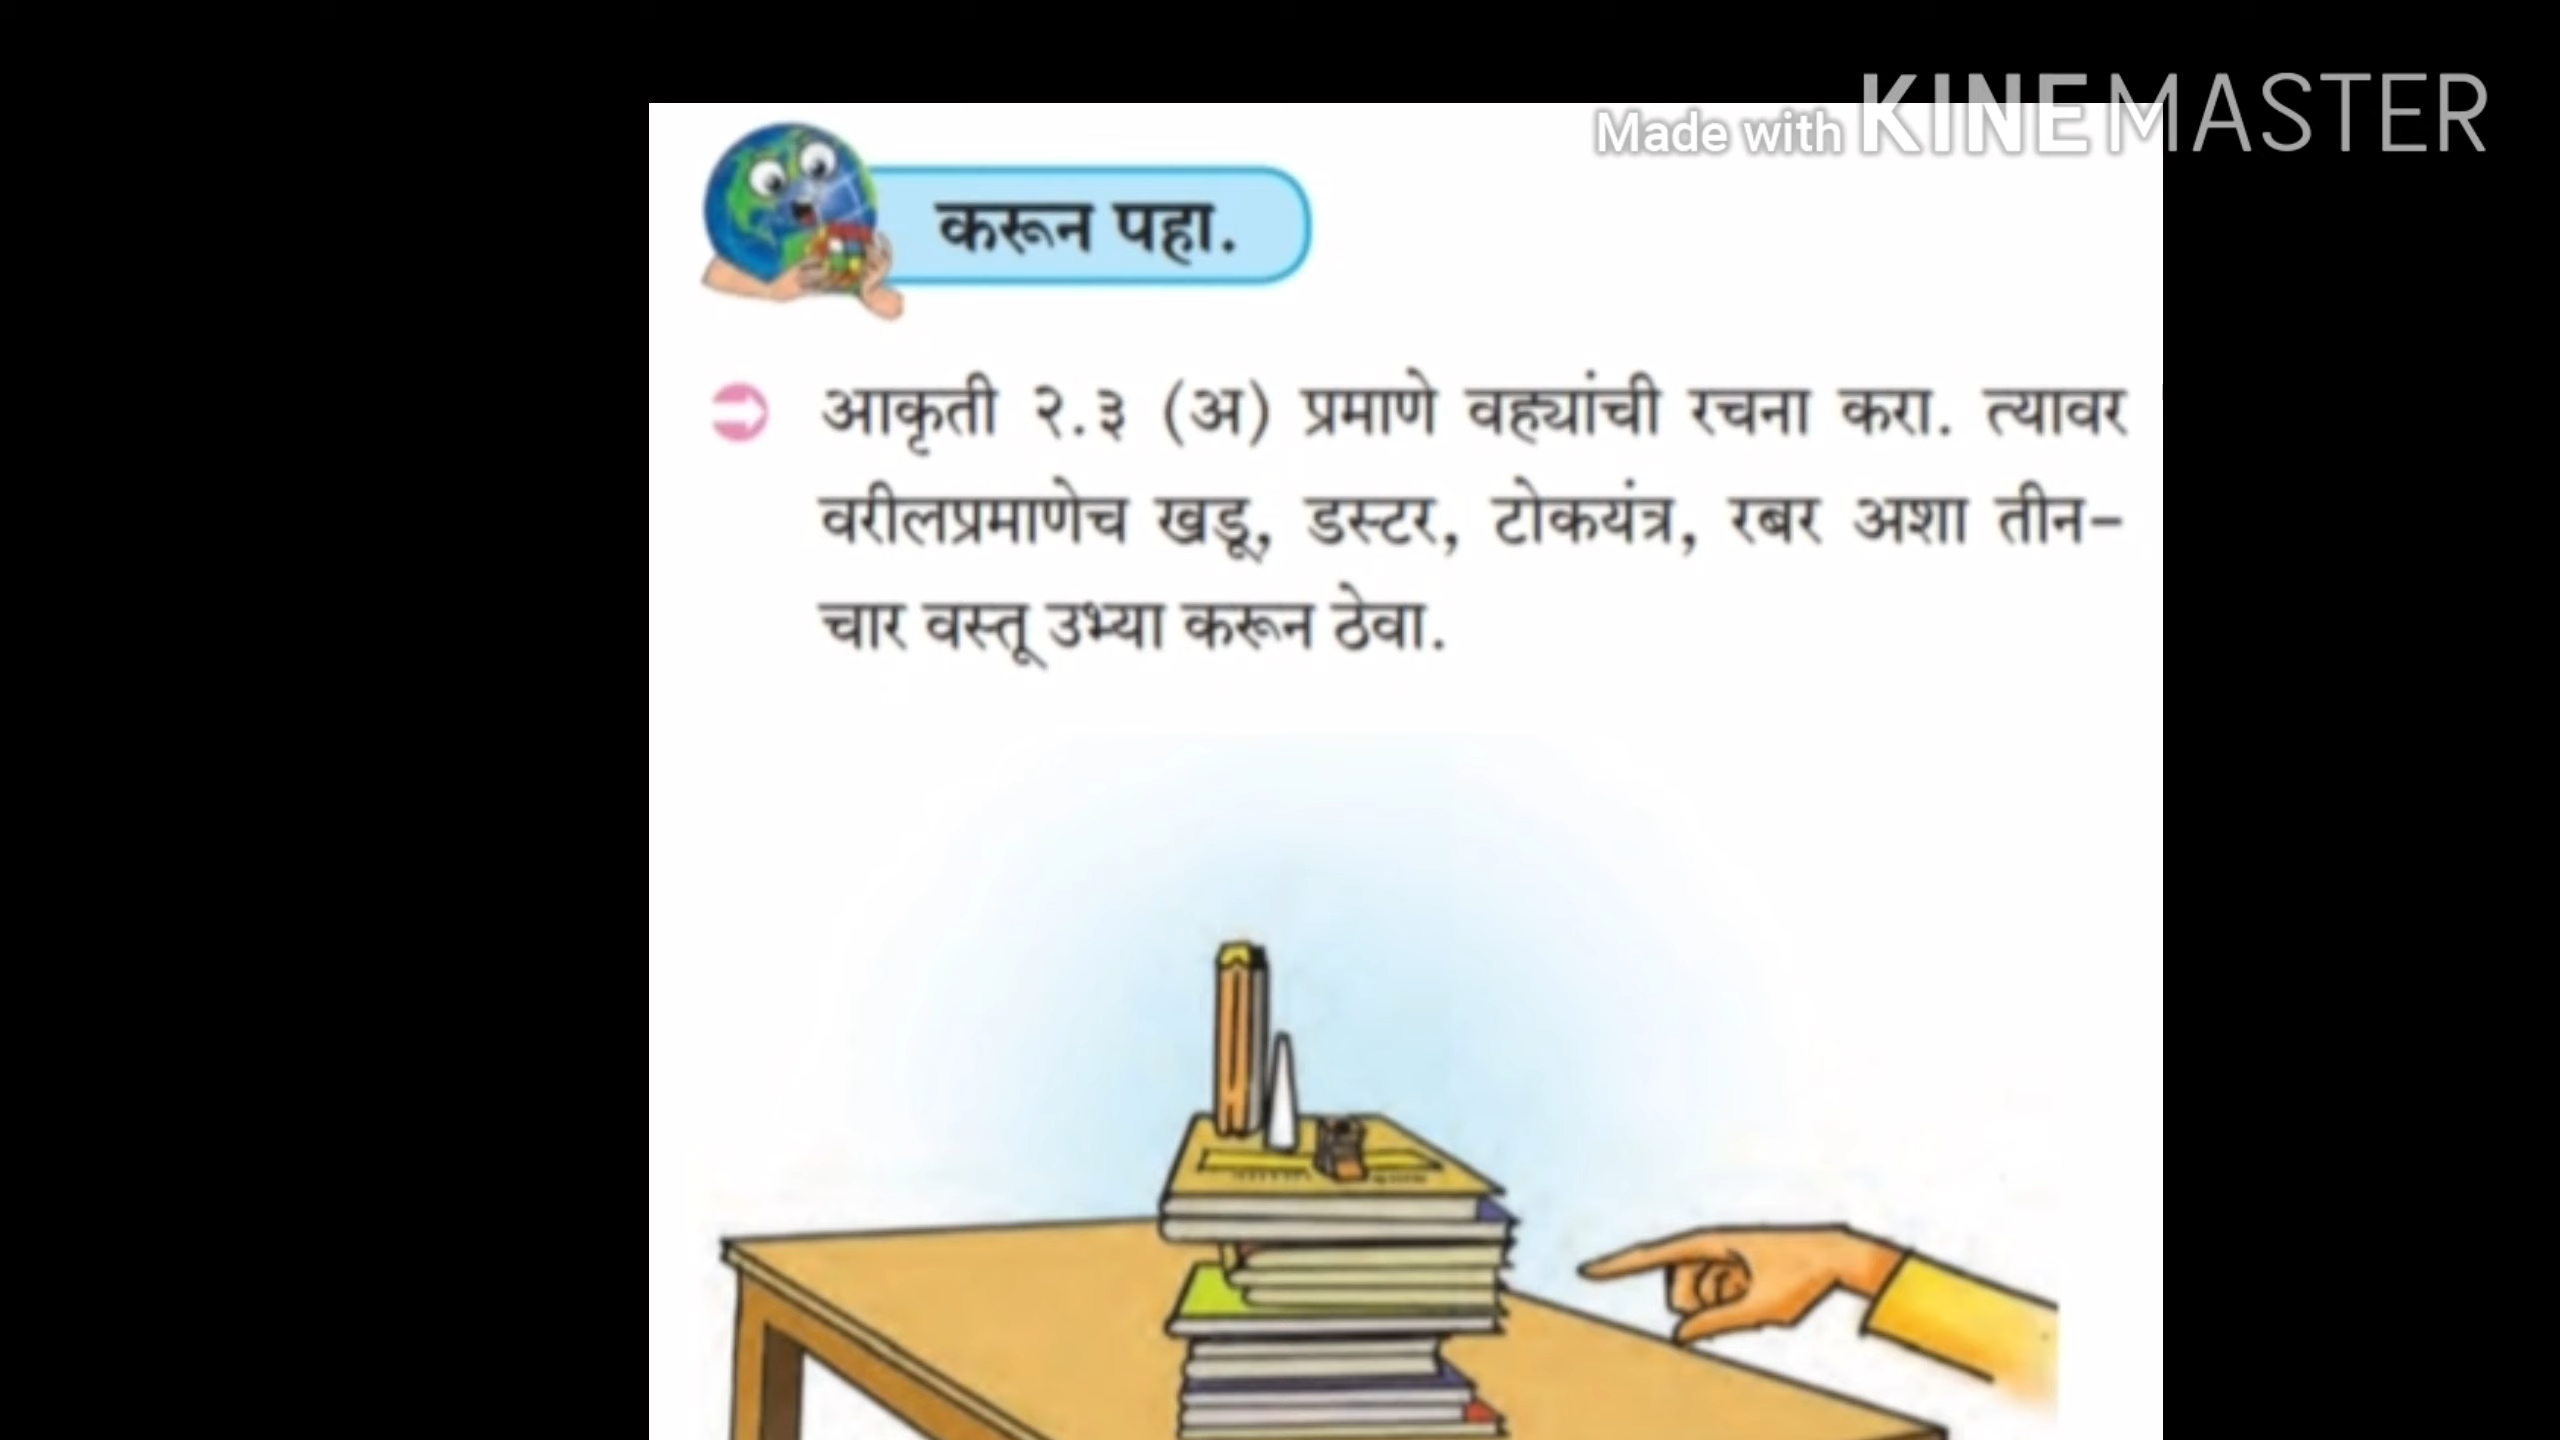 Made with KINEMASTER
करून पहा.
आकृती २.३ (अ) प्रमाणे वह्यांची रचना करा. त्यावर
वरीलप्रमाणेच खडू, डस्टर, टोकयंत्र, रबर अशा तीन-
चार वस्तू उभ्या करून ठेवा.